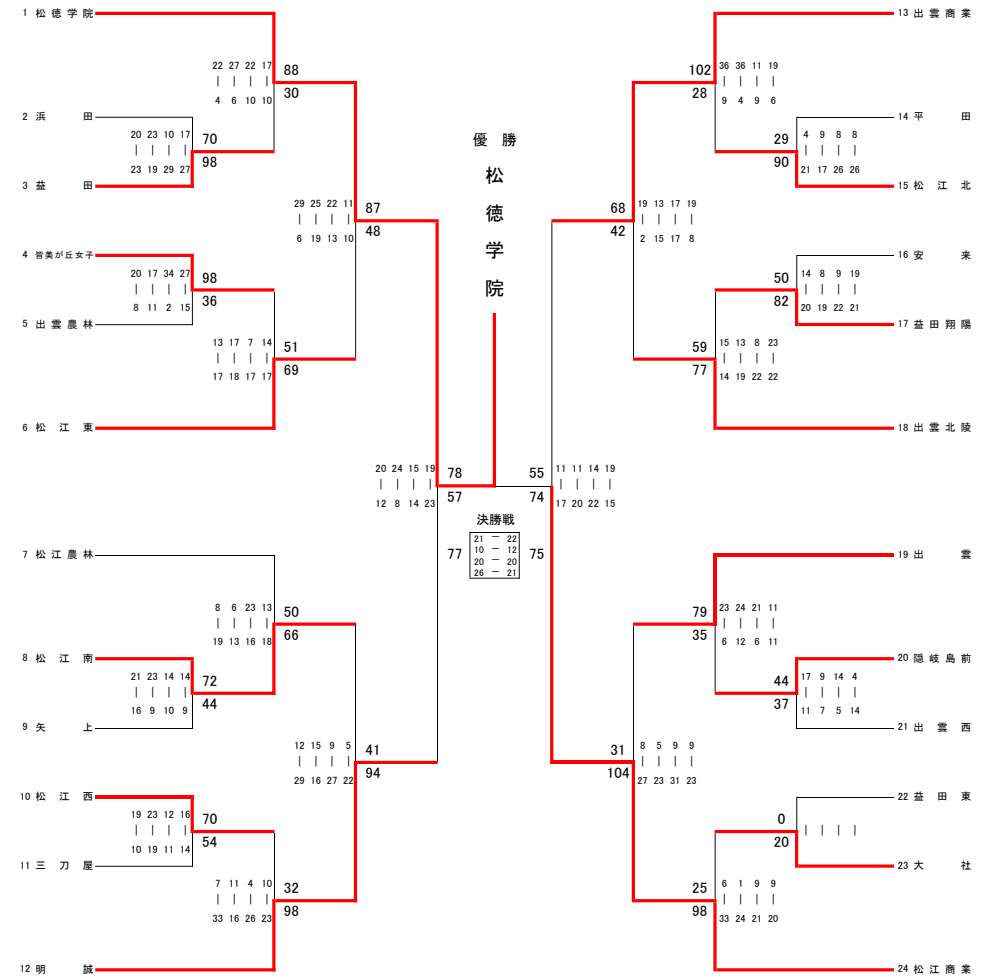 1 松徳学院
22 27 22 17
4 6 10 10
88
30
2 浜田
20 23 10 17
23 19 29 27
70
98
3 益田
29 25 22 11
6 19 13 10
87
48
4 皆美が丘女子
20 17 34 27
8 11 2 15
98
36
5 出雲農林
13 17 7 14
17 18 17 17
51
69
6 松江東
20 24 15 19
12 8 14 23
78
57
7 松江農林
8 6 23 13
19 13 16 18
50
66
8 松江南
21 23 14 14
16 9 10 9
72
44
9 矢上
12 15 9 5
29 16 27 22
41
94
10 松江西
19 23 12 16
10 19 11 14
70
54
11 三刀屋
7 11 4 10
33 16 26 23
32
98
12 明誠
優勝
松徳学院
決勝戦
77
21 － 22
10 － 12
20 － 20
26 － 21
75
13 出雲商業
102
28
36 36 11 19
9 4 9 6
14 平田
29
90
4 9 8 8
21 17 26 26
15 松江北
68
42
19 13 17 19
2 15 17 8
16 安来
50
82
14 8 9 19
20 19 22 21
17 益田翔陽
59
77
15 13 8 23
14 19 22 22
18 出雲北陵
55
74
11 11 14 19
17 20 22 15
19 出雲
79
35
23 24 21 11
6 12 6 11
20 隠岐島前
44
37
17 9 14 4
11 7 5 14
21 出雲西
31
104
8 5 9 9
27 23 31 23
22 益田東
0
20
23 大社
25
98
6 1 9 9
33 24 21 20
24 松江商業